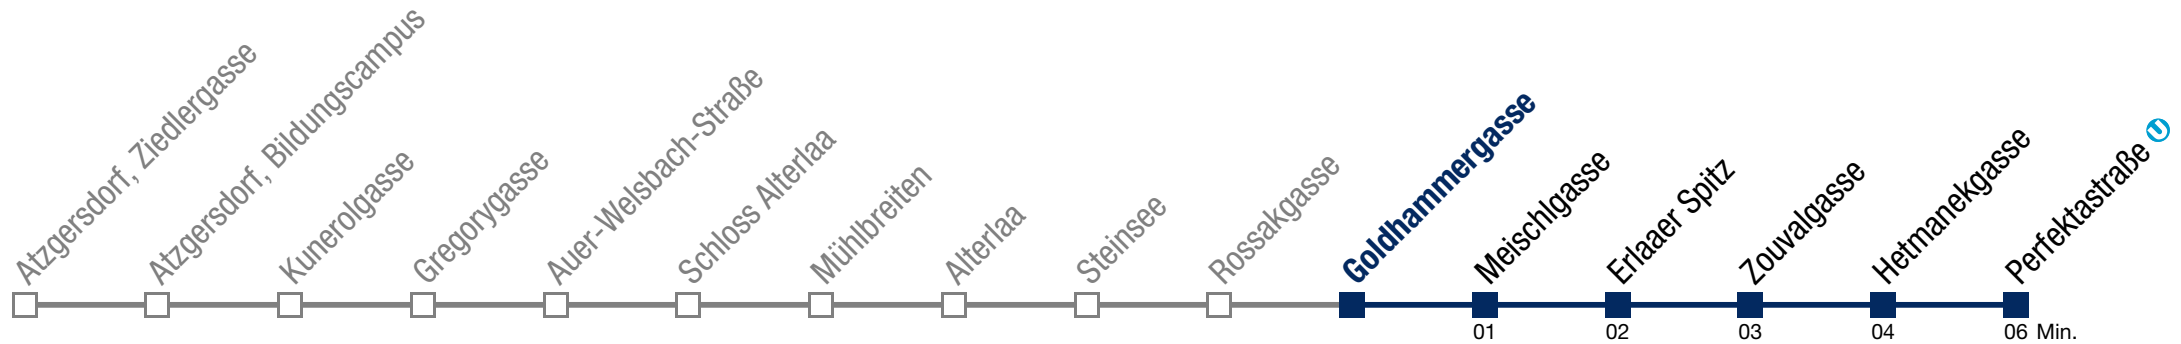 Atzgersdorf, Ziedlergasse
Atzgersdorf, Bildungscampus
Kunerolgasse
Gregorygasse
Auer-Welsbach-Straße
Schloss Alterlaa
Mühlbreiten
Alterlaa
Steinsee
Rossakgasse
Goldhammergasse
Meischlgasse
Erlaaer Spitz
Zouvalgasse
Hetmanekgasse
Perfektastraße U
01
02
03
04
06 Min.